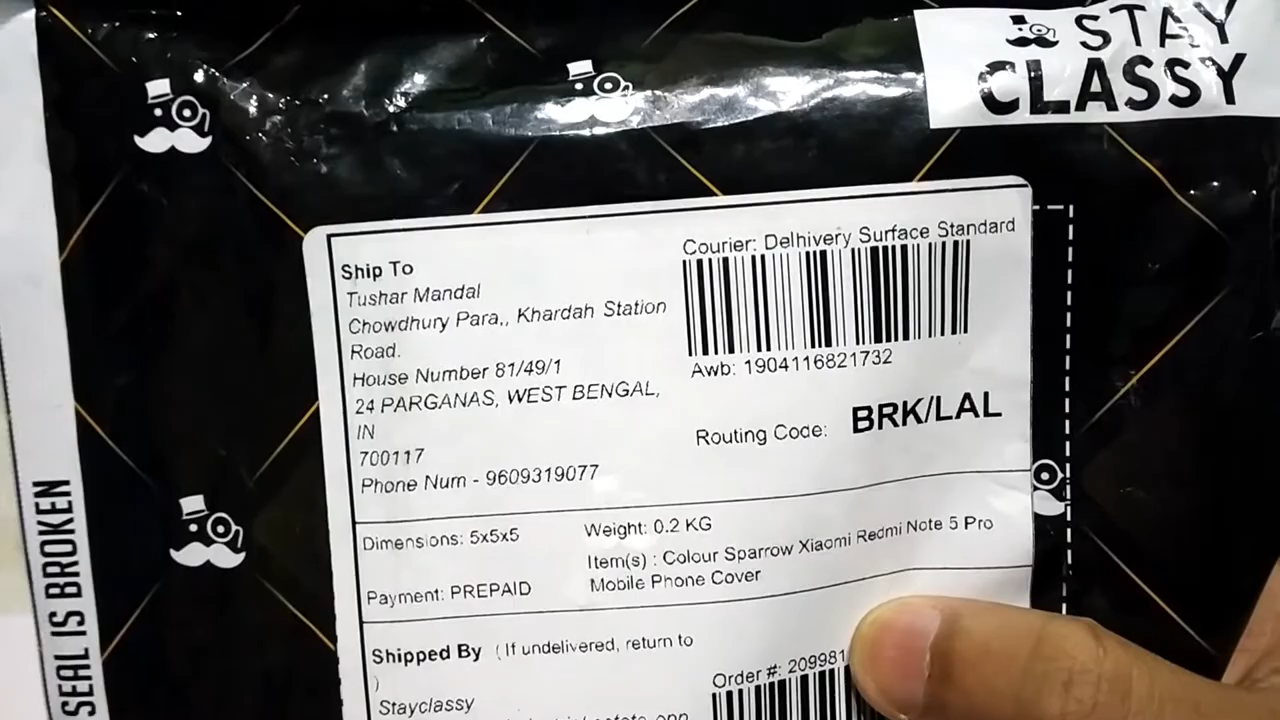 STAY
CLASSY
Ship To
Tushar Mandal
Chowdhury Para,, Khardah Station
Road.
House Number 81/49/1
24 PARGANAS, WEST BENGAL,
IN
700117
Phone Num - 9609319077
Courier: Delhivery Surface Standard
Awb: 1904116821732
Routing Code: BRK/LAL
Dimensions: 5x5x5
Weight: 0.2 KG
Item(s) : Colour Sparrow Xiaomi Redmi Note 5 Pro
Mobile Phone Cover
Payment: PREPAID
Shipped By ( If undelivered, return to
)
Stayclassy
Order #: 209981
SEAL IS BROKEN